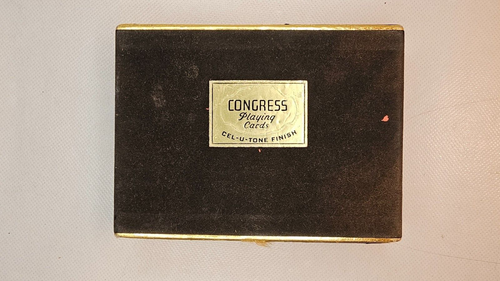 CONGRESS
Playing
Cards
CEL-U-TONE FINISH